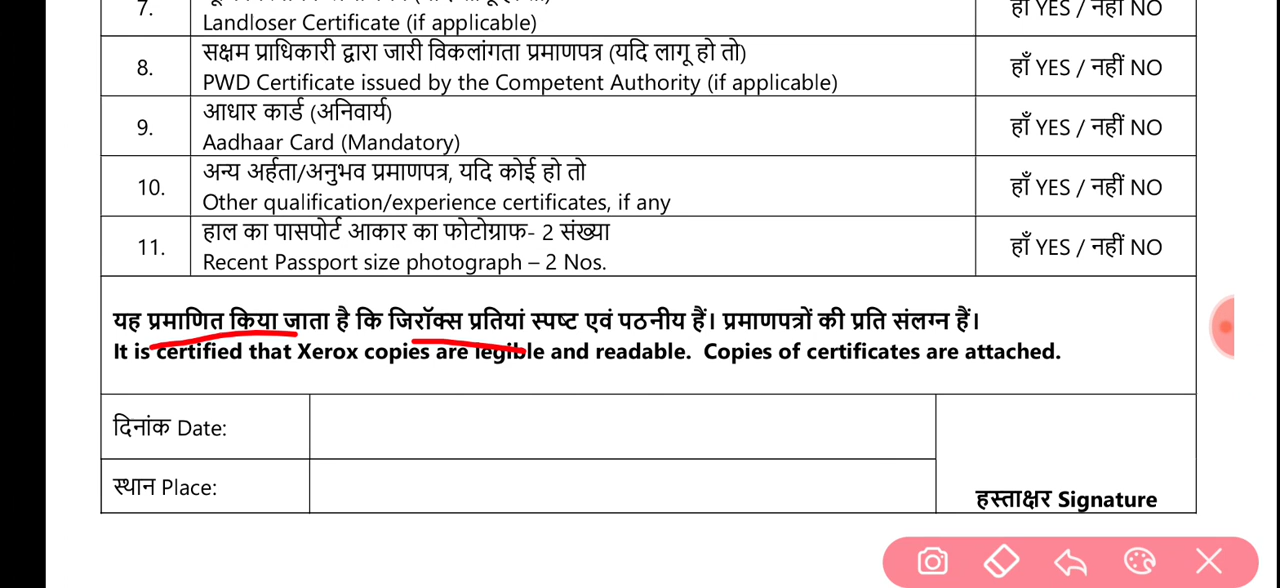 7.
Landloser Certificate (if applicable)
हाँ YES / नहीं NO
8.
सक्षम प्राधिकारी द्वारा जारी विकलांगता प्रमाणपत्र (यदि लागू हो तो)
PWD Certificate issued by the Competent Authority (if applicable)
हाँ YES / नहीं NO
9.
आधार कार्ड (अनिवार्य)
Aadhaar Card (Mandatory)
हाँ YES / नहीं NO
10.
अन्य अर्हता/अनुभव प्रमाणपत्र, यदि कोई हो तो
Other qualification/experience certificates, if any
हाँ YES / नहीं NO
11.
हाल का पासपोर्ट आकार का फोटोग्राफ- 2 संख्या
Recent Passport size photograph – 2 Nos.
हाँ YES / नहीं NO
यह प्रमाणित किया जाता है कि जिरॉक्स प्रतियां स्पष्ट एवं पठनीय हैं। प्रमाणपत्रों की प्रति संलग्न हैं।
It is certified that Xerox copies are legible and readable. Copies of certificates are attached.
दिनांक Date:
स्थान Place:
हस्ताक्षर Signature